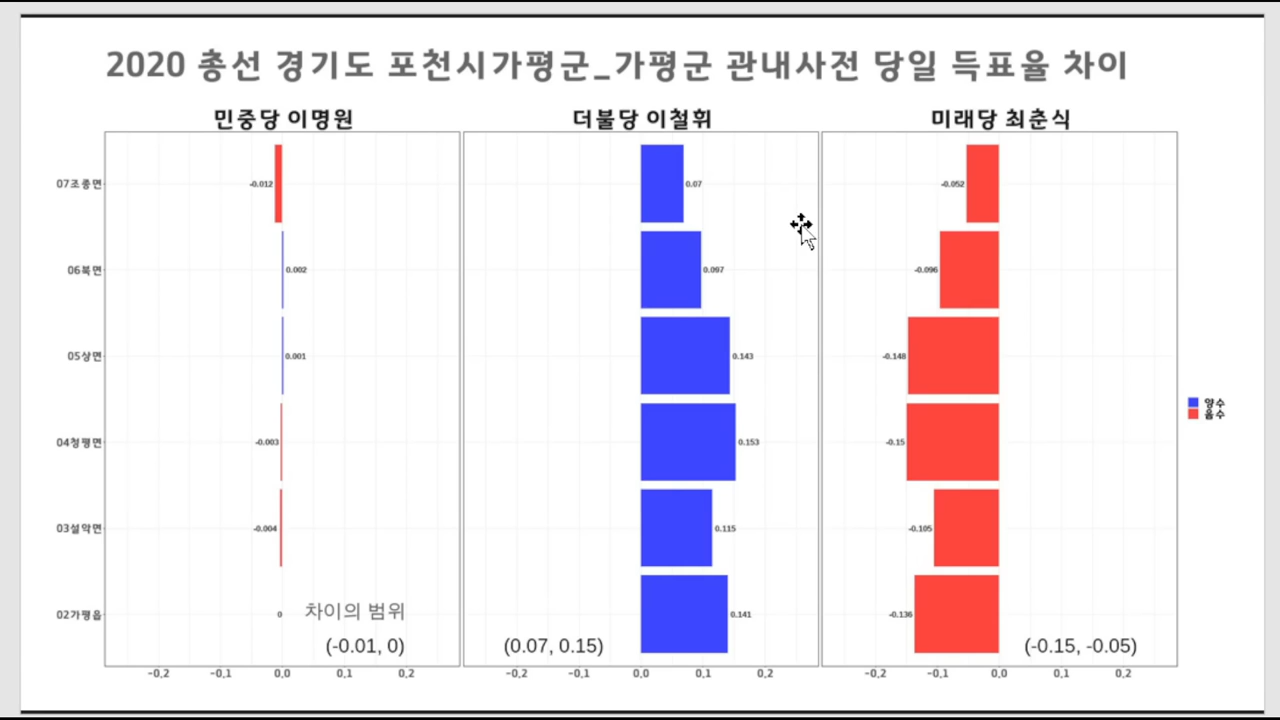 2020 총선 경기도 포천시가평군_가평군 관내사전 당일 득표율 차이
민중당 이명원
더불당 이철휘
미래당 최춘식
07조종면
-0.012
0.07
-0.052
06북면
0.002
0.097
-0.096
05상면
0.001
0.143
-0.148
양수
음수
04청평면
-0.003
0.153
-0.15
03설악면
-0.004
0.115
-0.105
02가평읍
0
차이의 범위
0.141
-0.136
(-0.01, 0)
(0.07, 0.15)
(-0.15, -0.05)
-0,2 -0,1 0,0 0,1 0,2
-0,2 -0,1 0,0 0,1 0,2
-0,2 -0,1 0,0 0,1 0,2